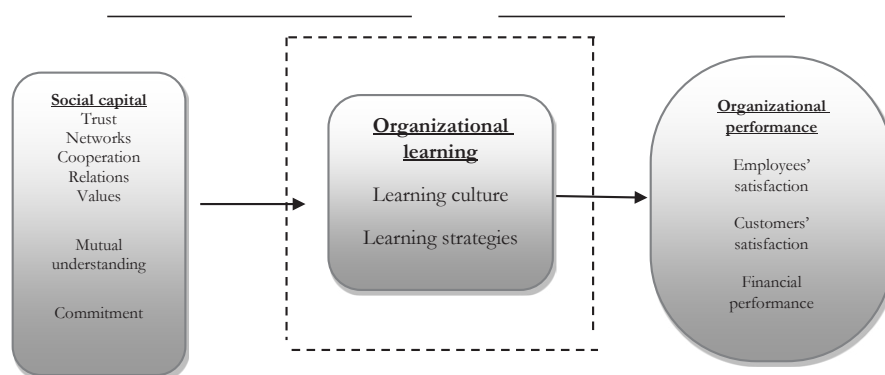 Social capital
Trust
Networks
Cooperation
Relations
Values
Mutual
understanding
Commitment
Organizational
learning
Learning culture
Learning strategies
Organizational
performance
Employees’
satisfaction
Customers’
satisfaction
Financial
performance